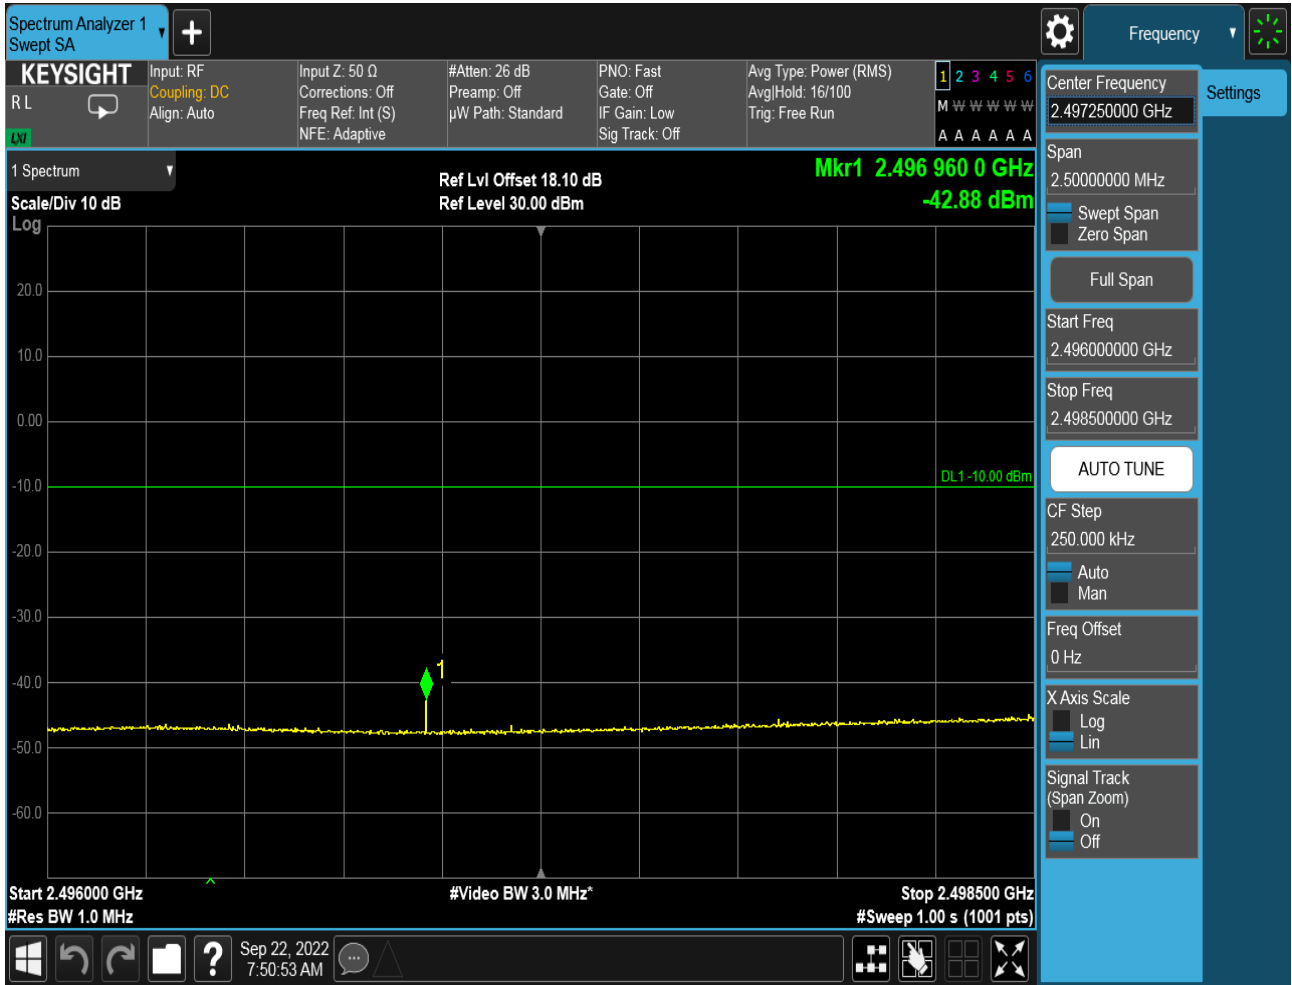 Spectrum Analyzer 1
Swept SA
Frequency
KEYSIGHT
R L
LXI
Input: RF
Coupling: DC
Align: Auto
Input Z: 50 Ω
Corrections: Off
Freq Ref: Int (S)
NFE: Adaptive
#Atten: 26 dB
Preamp: Off
µW Path: Standard
PNO: Fast
Gate: Off
IF Gain: Low
Sig Track: Off
Avg Type: Power (RMS)
Avg|Hold: 16/100
Trig: Free Run
1 2 3 4 5 6
M W W W W W
A A A A A A
Center Frequency
2.497250000 GHz
Settings
Span
2.50000000 MHz
Swept Span
Zero Span
Full Span
Start Freq
2.496000000 GHz
Stop Freq
2.498500000 GHz
AUTO TUNE
CF Step
250.000 kHz
Auto
Man
Freq Offset
0 Hz
X Axis Scale
Log
Lin
Signal Track
(Span Zoom)
On
Off
1 Spectrum
Scale/Div 10 dB
Log
Ref Lvl Offset 18.10 dB
Ref Level 30.00 dBm
Mkr1 2.496 960 0 GHz
-42.88 dBm
20.0
10.0
0.00
DL1 -10.00 dBm
-10.0
-20.0
-30.0
1
-40.0
-50.0
-60.0
Start 2.496000 GHz
#Video BW 3.0 MHz*
Stop 2.498500 GHz
#Res BW 1.0 MHz
#Sweep 1.00 s (1001 pts)
?
Sep 22, 2022
7:50:53 AM